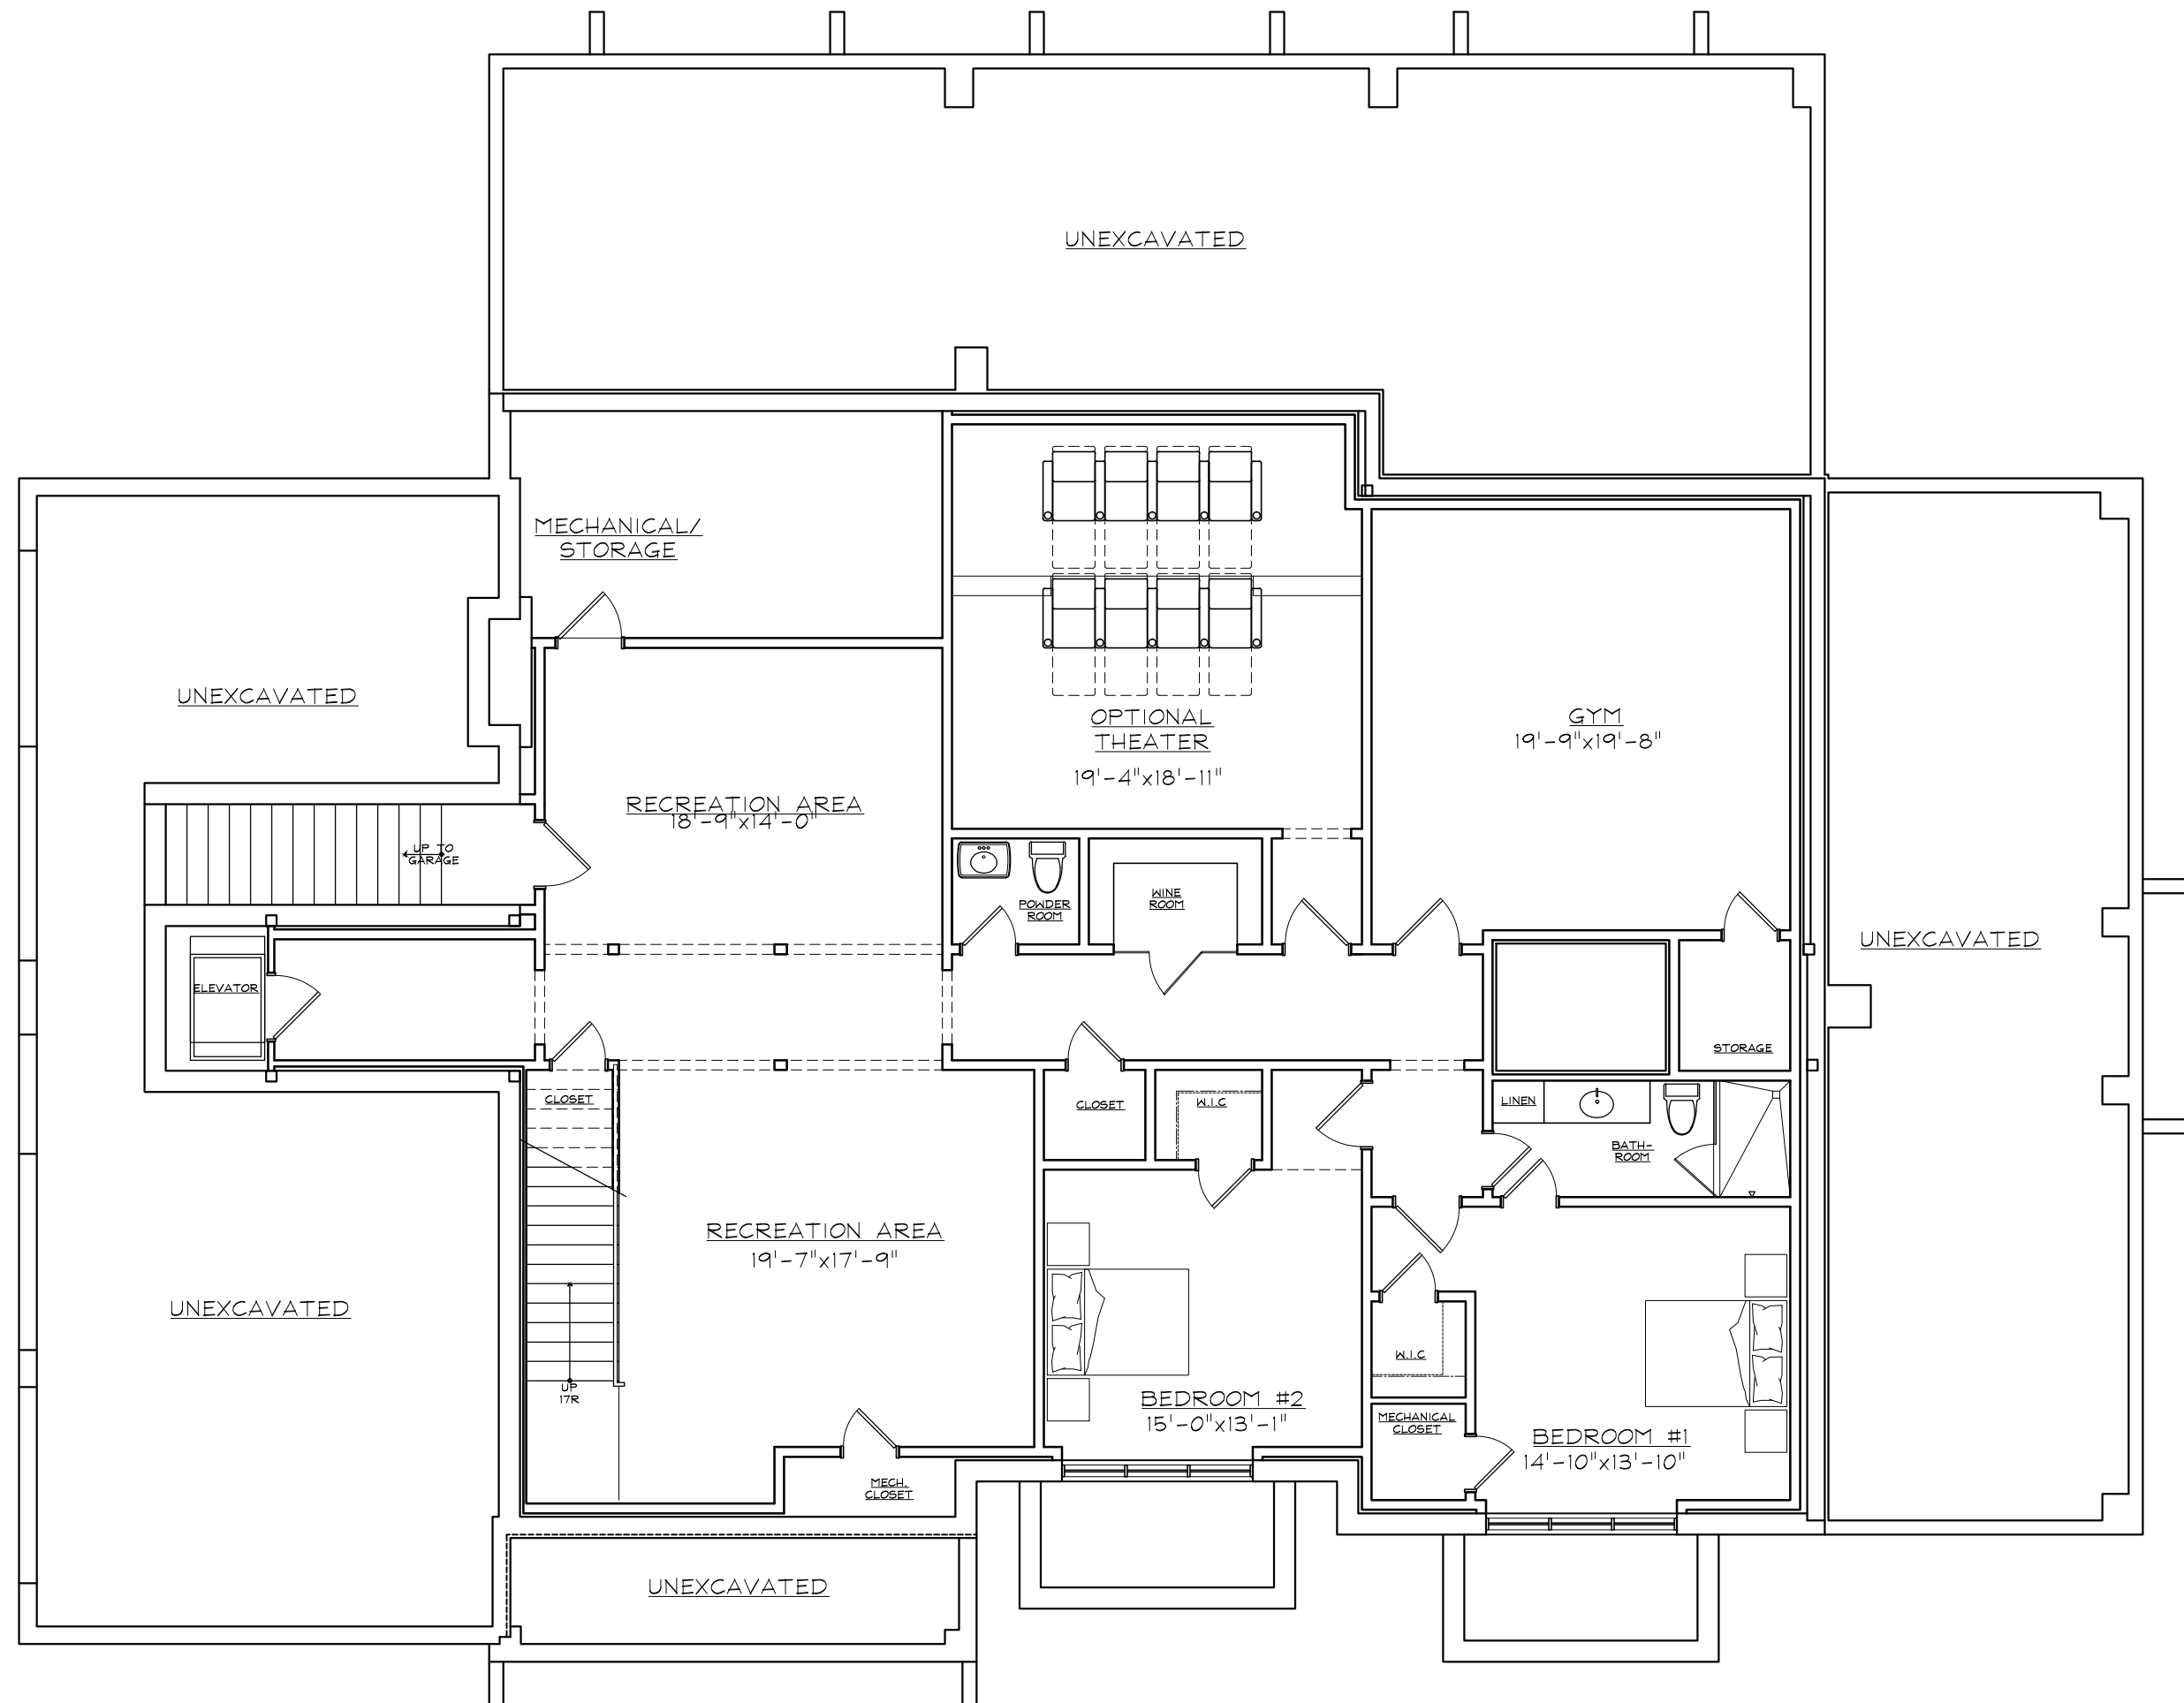 UNEXCAVATED
MECHANICAL/
STORAGE
UNEXCAVATED
OPTIONAL
THEATER
19'-4"x18'-11"
GYM
19'-9"x19'-8"
RECREATION AREA
18'-9"x14'-0"
UP TO
GARAGE
POWDER
ROOM
WINE
ROOM
UNEXCAVATED
ELEVATOR
STORAGE
CLOSET
CLOSET
W.I.C
LINEN
BATH-
ROOM
RECREATION AREA
19'-7"x17'-9"
UNEXCAVATED
W.I.C
UP
17R
BEDROOM #2
15'-0"x13'-1"
MECHANICAL
CLOSET
BEDROOM #1
14'-10"x13'-10"
MECH.
CLOSET
UNEXCAVATED